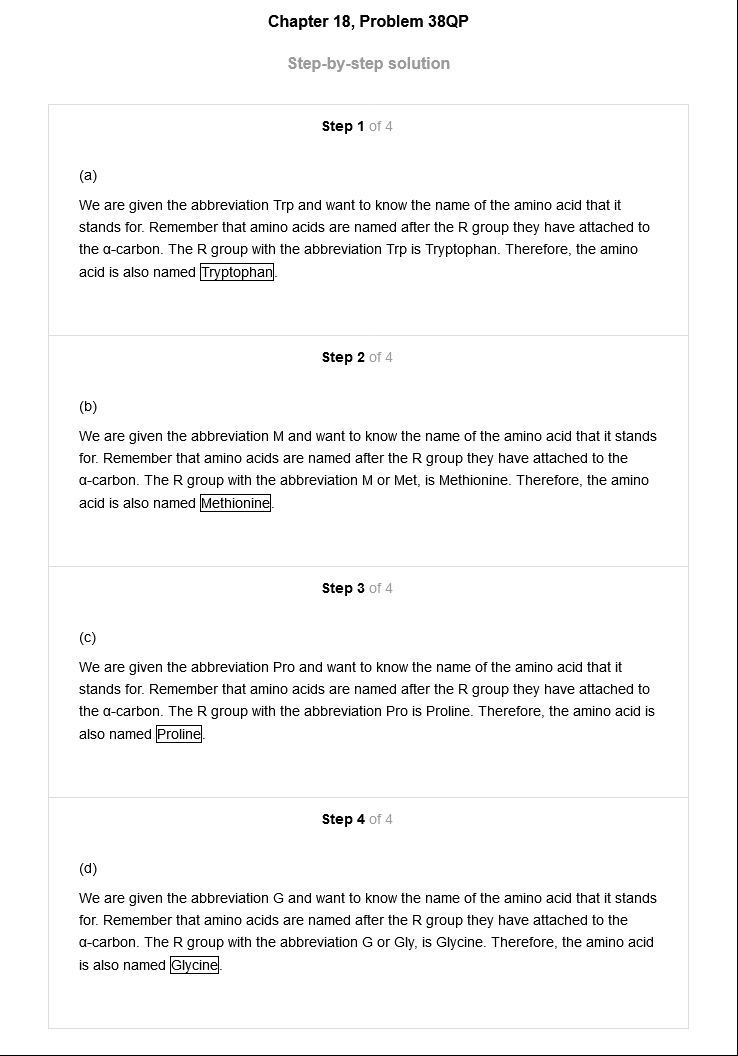 Chapter 18, Problem 38QP
Step-by-step solution
Step 1 of 4
(a)
We are given the abbreviation Trp and want to know the name of the amino acid that it
stands for. Remember that amino acids are named after the R group they have attached to
the α-carbon. The R group with the abbreviation Trp is Tryptophan. Therefore, the amino
acid is also named Tryptophan.
Step 2 of 4
(b)
We are given the abbreviation M and want to know the name of the amino acid that it stands
for. Remember that amino acids are named after the R group they have attached to the
α-carbon. The R group with the abbreviation M or Met, is Methionine. Therefore, the amino
acid is also named Methionine.
Step 3 of 4
(c)
We are given the abbreviation Pro and want to know the name of the amino acid that it
stands for. Remember that amino acids are named after the R group they have attached to
the α-carbon. The R group with the abbreviation Pro is Proline. Therefore, the amino acid is
also named Proline.
Step 4 of 4
(d)
We are given the abbreviation G and want to know the name of the amino acid that it stands
for. Remember that amino acids are named after the R group they have attached to the
α-carbon. The R group with the abbreviation G or Gly, is Glycine. Therefore, the amino acid
is also named Glycine.